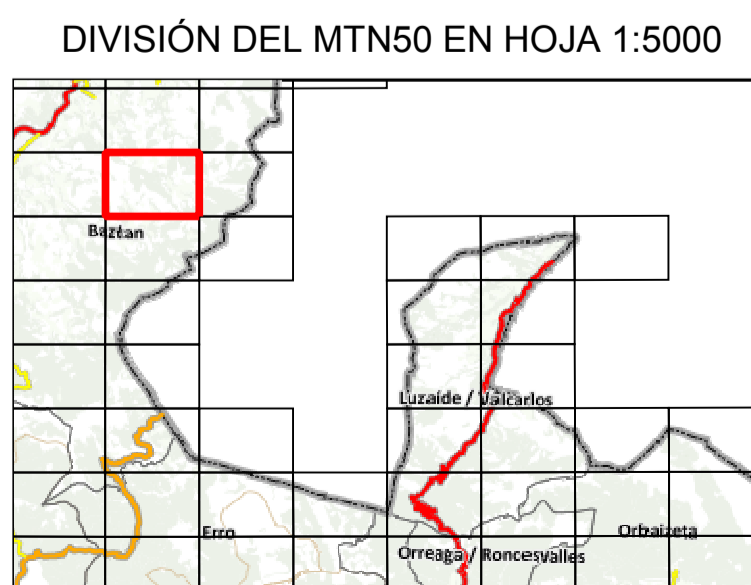 DIVISIÓN DEL MTN50 EN HOJA 1:5000
Baztan
Luzaide / Valcarlos
Erro
Orbaizeta
Orreaga / Roncesvalles